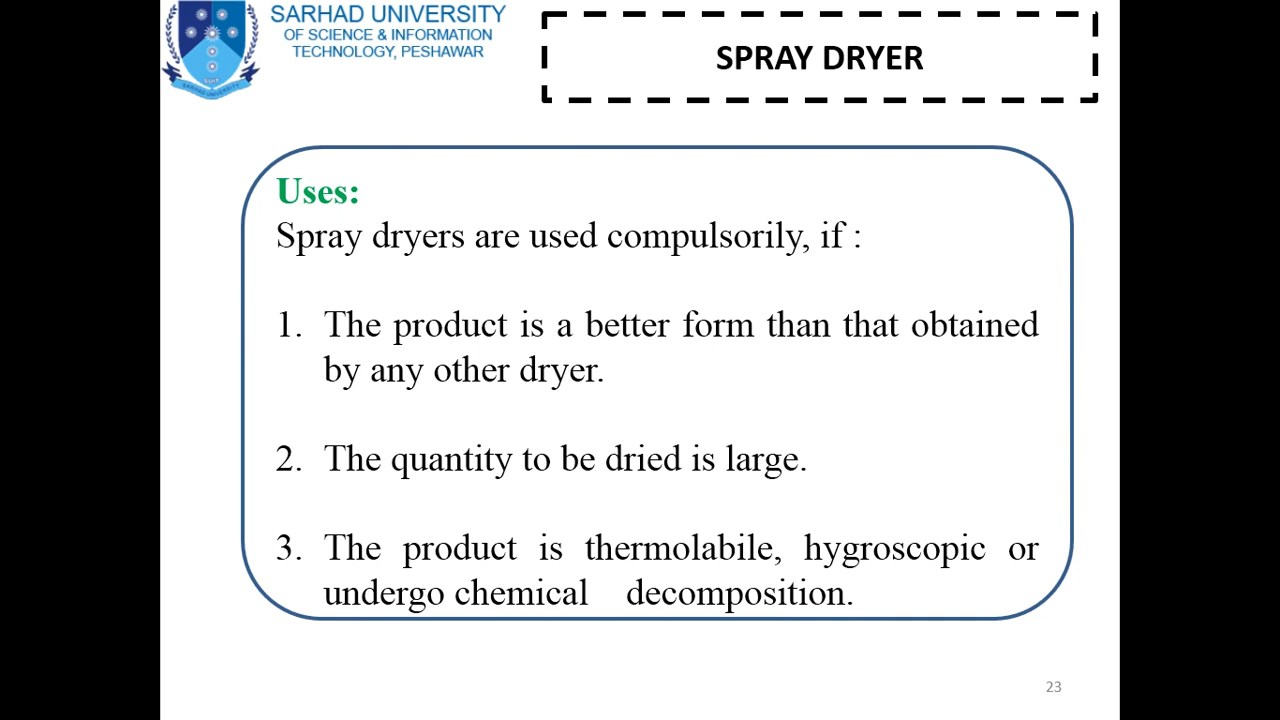 SARHAD UNIVERSITY
OF SCIENCE & INFORMATION
TECHNOLOGY, PESHAWAR
SPRAY DRYER
Uses:
Spray dryers are used compulsorily, if :
1. The product is a better form than that obtained
by any other dryer.
2. The quantity to be dried is large.
3. The product is thermolabile, hygroscopic or
undergo chemical decomposition.
23